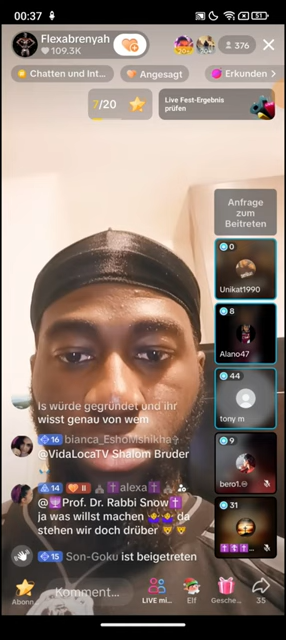 00:37
51
Flexabrenyah
109.3K
376
Chatten und Int...
Angesagt
Erkunden >
7/20
Live Fest-Ergebnis
prüfen
Anfrage
zum
Beitreten
0
Unikat1990
8
Alano47
44
tony m
9
bero1.
31
Is würde gegründet und ihr
wisst genau von wem
16 bianca_EshoMshikha
@VidaLocaTV Shalom Bruder
14 II alexa✝️
@🕎Prof. Dr. Rabbi Snow✝️
ja was willst machen da
stehen wir doch drüber
15 Son-Goku ist beigetreten
Abonn...
Komment...
LIVE mi...
Elf
Gesche...
35